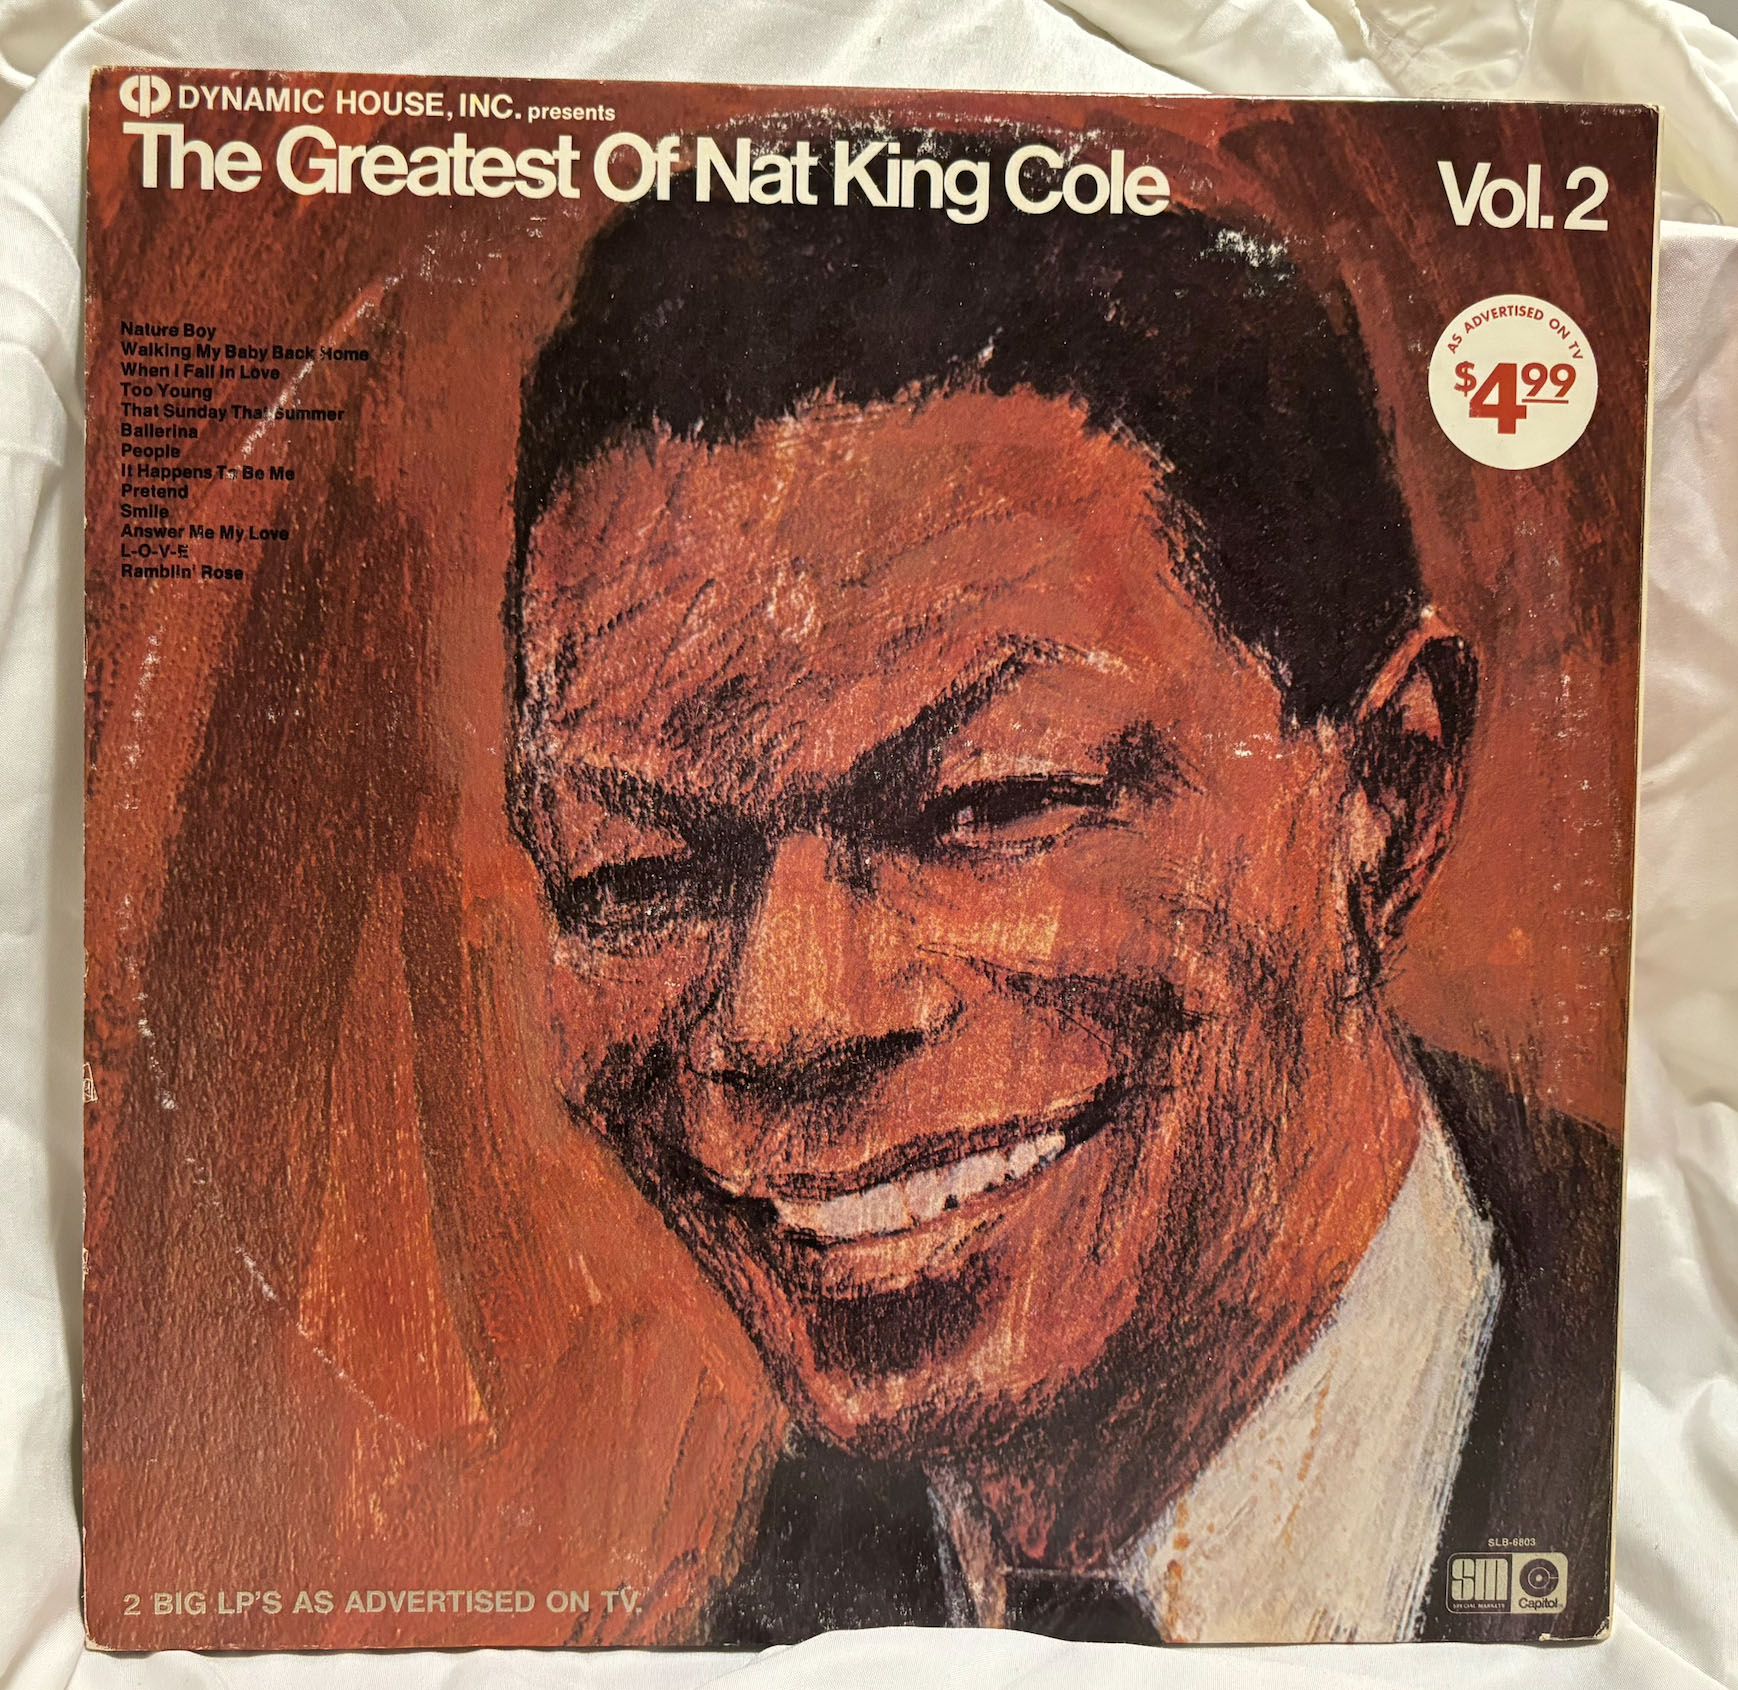 DYNAMIC HOUSE, INC. presents
The Greatest Of Nat King Cole
Vol. 2
AS ADVERTISED ON TV
$4.99
Nature Boy
Walking My Baby Back Home
When I Fall In Love
Too Young
That Sunday That Summer
Ballerina
People
It Happens To Be Me
Pretend
Smile
Answer Me My Love
L-O-V-E
Ramblin' Rose
2 BIG LP'S AS ADVERTISED ON TV.
SLB-6803
SM
SPECIAL MARKETS
Capitol